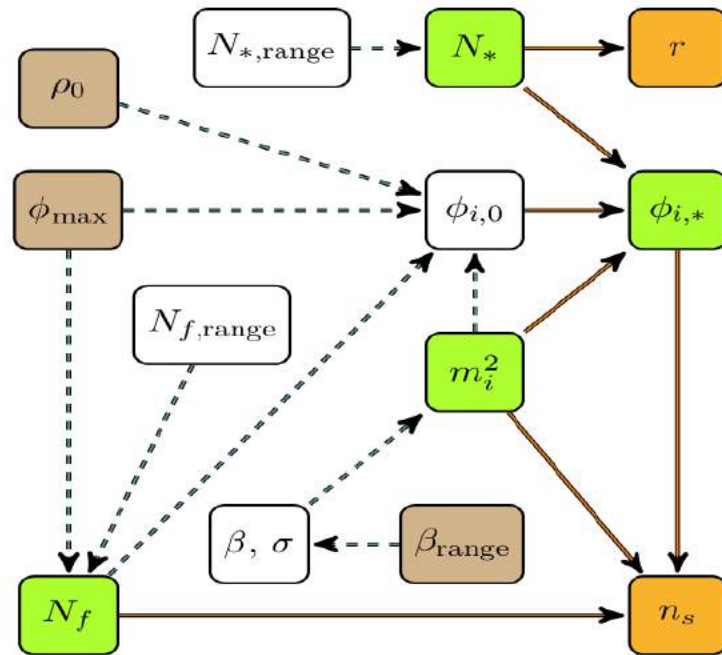 N_{*,range}
N_*
r
ρ_0
ϕ_max
ϕ_{i,0}
ϕ_{i,*}
N_{f,range}
m_i^2
β, σ
β_range
N_f
n_s